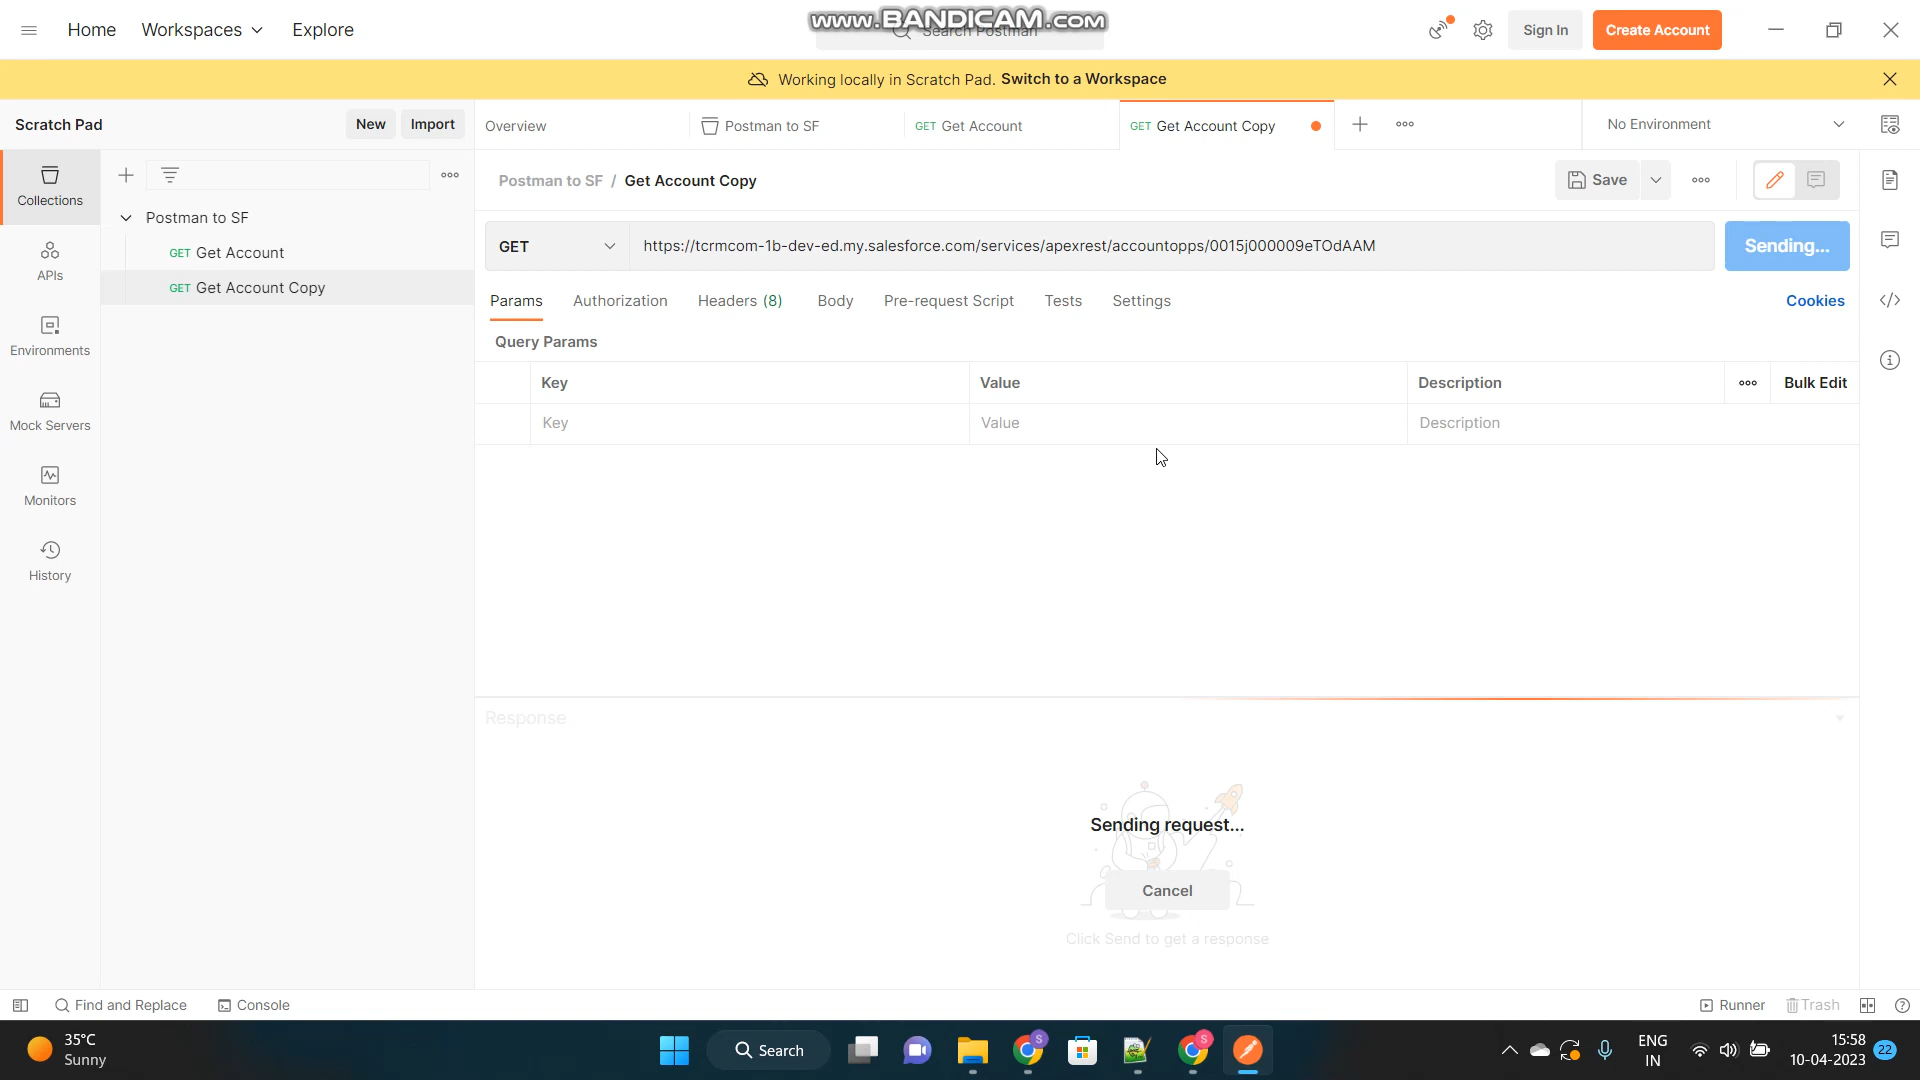 Home
Workspaces
Explore
www.BANDICAM.com
Search Postman
Sign In
Create Account
Working locally in Scratch Pad. Switch to a Workspace
Scratch Pad
New
Import
Overview
Postman to SF
GET Get Account
GET Get Account Copy
No Environment
Collections
APIs
Environments
Mock Servers
Monitors
History
Postman to SF
GET Get Account
GET Get Account Copy
Postman to SF / Get Account Copy
Save
GET
https://tcrmcom-1b-dev-ed.my.salesforce.com/services/apexrest/accountopps/0015j000009eTOdAAM
Sending...
Params
Authorization
Headers (8)
Body
Pre-request Script
Tests
Settings
Cookies
Query Params
Key
Value
Description
Bulk Edit
Key
Value
Description
Response
Sending request...
Cancel
Click Send to get a response
Find and Replace
Console
Runner
Trash
35°C
Sunny
Search
S
S
ENG
IN
15:58
10-04-2023
22